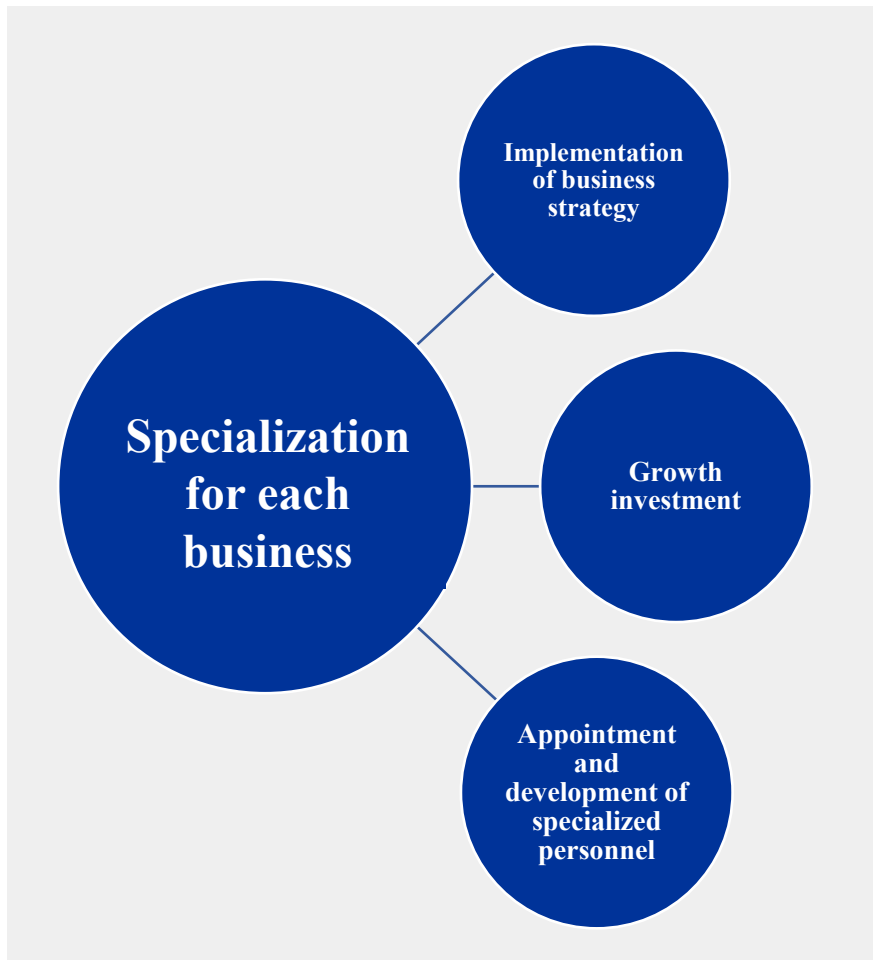 Implementation
of business
strategy
Specialization
for each
business
Growth
investment
Appointment
and
development of
specialized
personnel